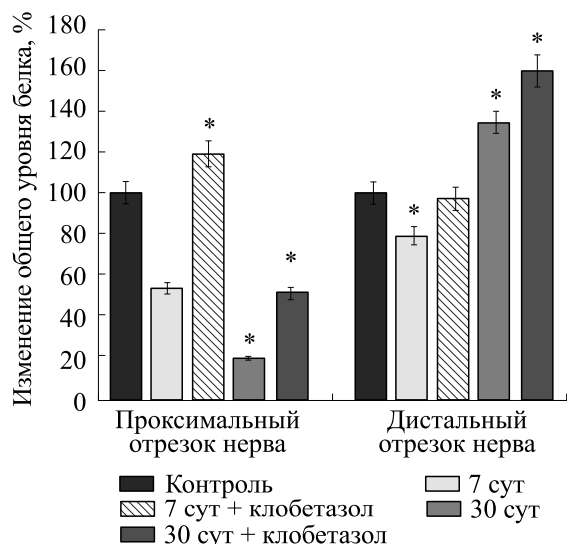 Изменение общего уровня белка, %
180
160
140
120
100
80
60
40
20
0
*
*
*
*
*
*
Проксимальный
отрезок нерва
Дистальный
отрезок нерва
Контроль
7 сут
7 сут + клобетазол
30 сут
30 сут + клобетазол